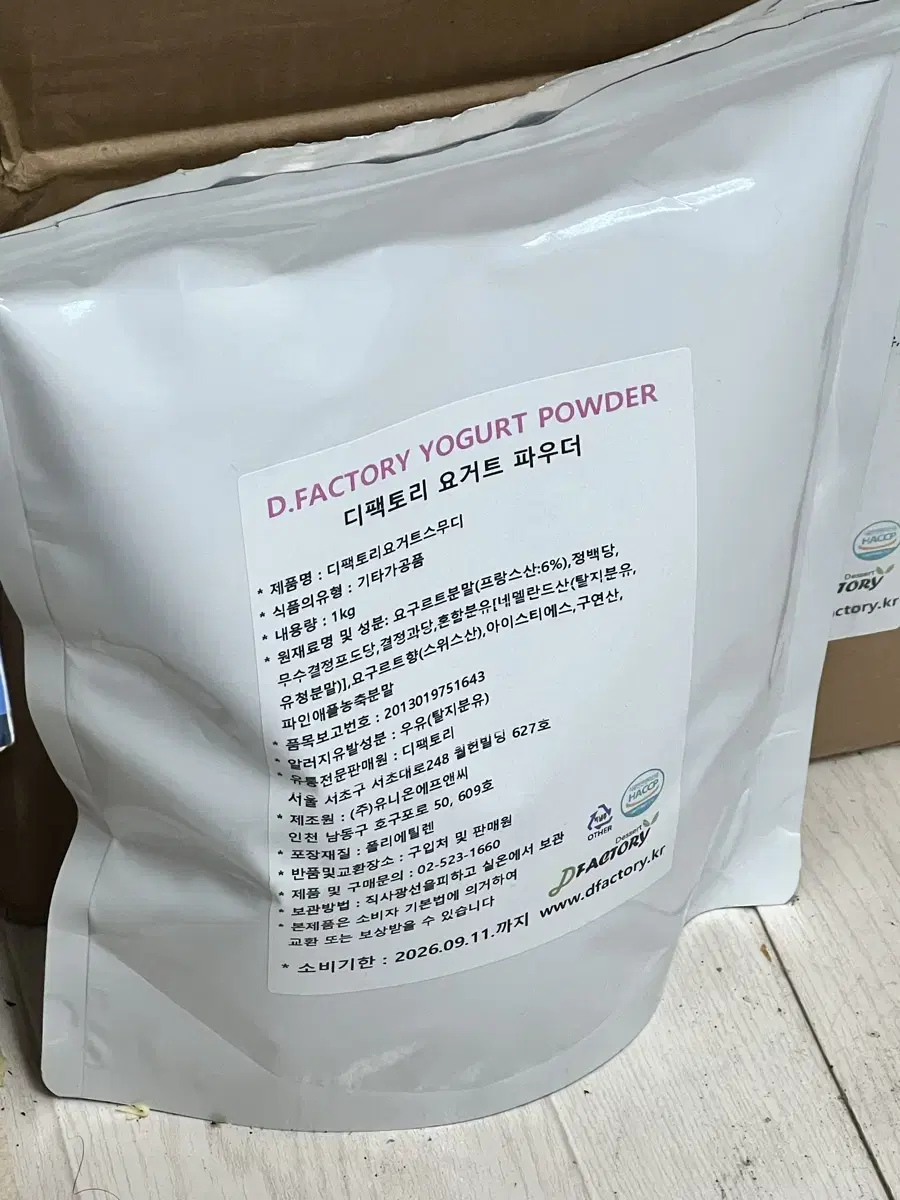 D.FACTORY YOGURT POWDER
디팩토리 요거트 파우더
* 제품명 : 디팩토리요거트스무디
* 식품의유형 : 기타가공품
* 내용량 : 1kg
* 원재료명 및 성분: 요구르트분말(프랑스산:6%),정백당,
무수결정포도당,결정과당,혼합분유[네델란드산(탈지분유,
유청분말)],요구르트향(스위스산),아이스티에스,구연산,
파인애플농축분말
* 품목보고번호 : 2013019751643
* 알러지유발성분 : 우유(탈지분유)
* 유통전문판매원 : 디팩토리
서울 서초구 서초대로248 월헌빌딩 627호
* 제조원 : (주)유니온에프앤씨
인천 남동구 호구포로 50, 609호
* 포장재질 : 폴리에틸렌
* 반품및교환장소 : 구입처 및 판매원
* 제품 및 구매문의 : 02-523-1660
* 보관방법 : 직사광선을피하고 실온에서 보관
* 본제품은 소비자 기본법에 의거하여
교환 또는 보상받을 수 있습니다
* 소비기한 : 2026.09.11.까지
OTHER
HACCP
Dessert
DFACTORY
www.dfactory.kr
HACCP
Dessert
TORY
ctory.kr